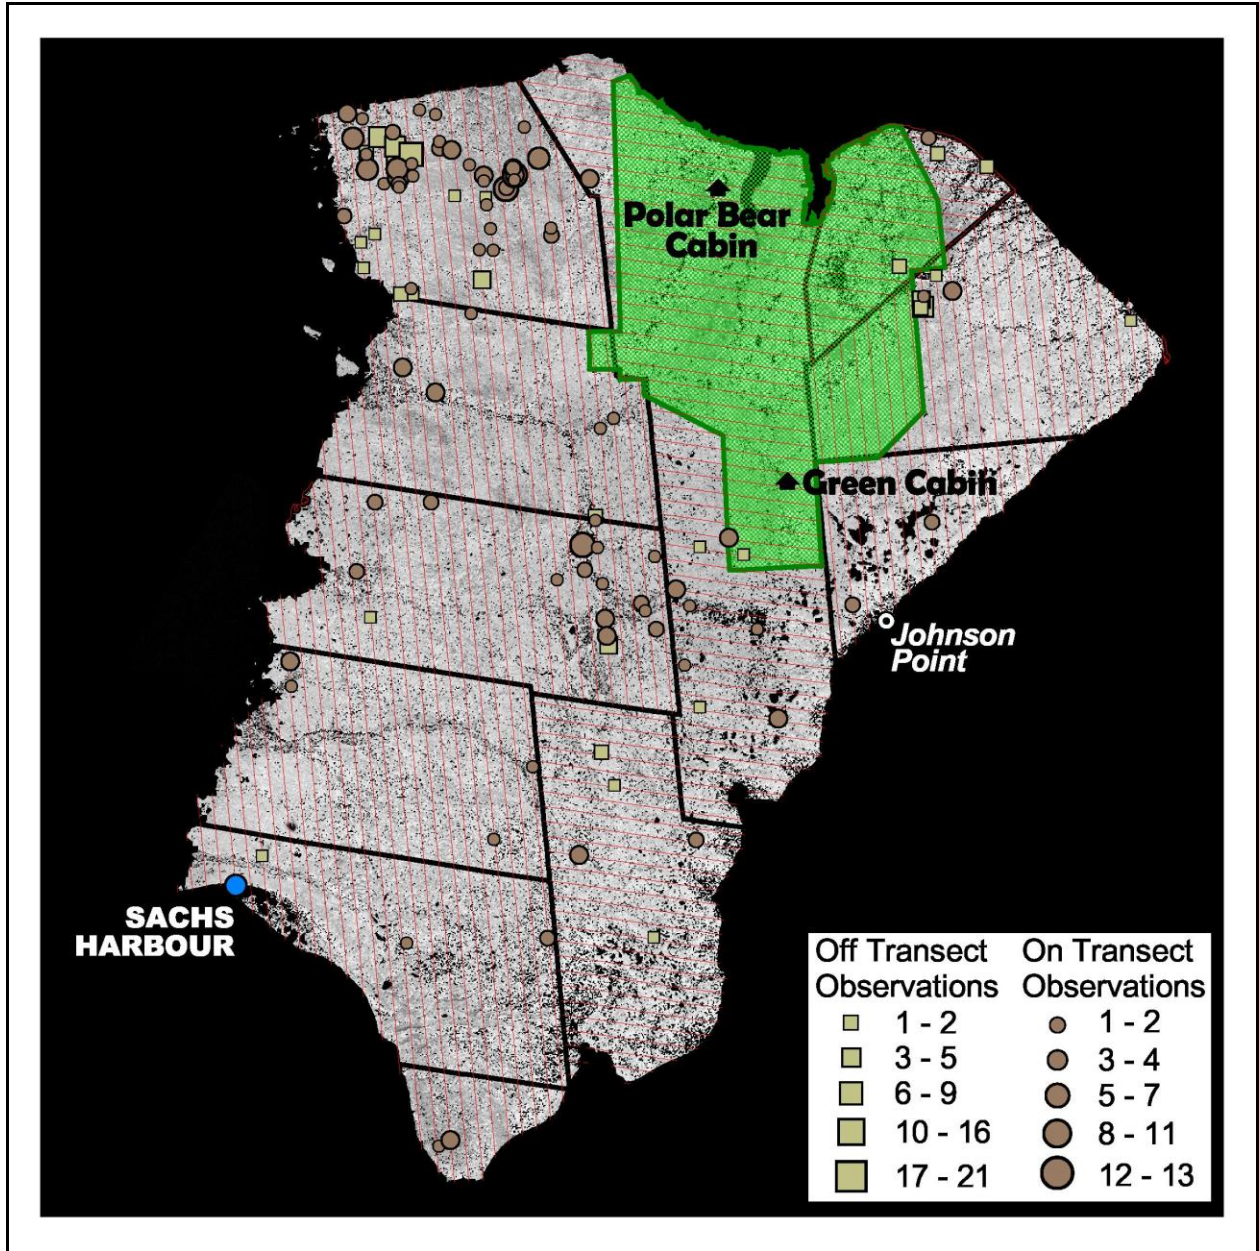 Polar Bear
Cabin
Green Cabin
Johnson
Point
SACHS
HARBOUR
Off Transect
Observations
1 - 2
3 - 5
6 - 9
10 - 16
17 - 21
On Transect
Observations
1 - 2
3 - 4
5 - 7
8 - 11
12 - 13